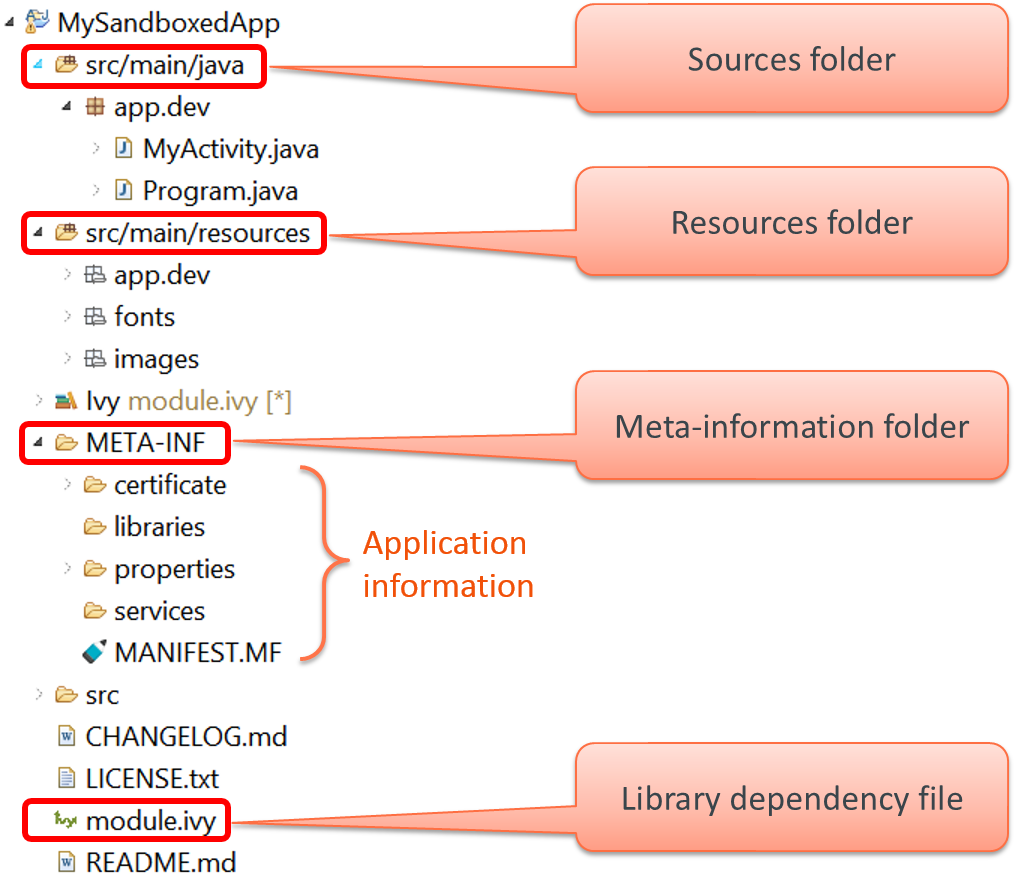 MySandboxedApp
src/main/java
Sources folder
app.dev
MyActivity.java
Program.java
src/main/resources
Resources folder
app.dev
fonts
images
Ivy module.ivy [*]
META-INF
Meta-information folder
certificate
libraries
properties
services
MANIFEST.MF
Application
information
src
CHANGELOG.md
LICENSE.txt
module.ivy
Library dependency file
README.md